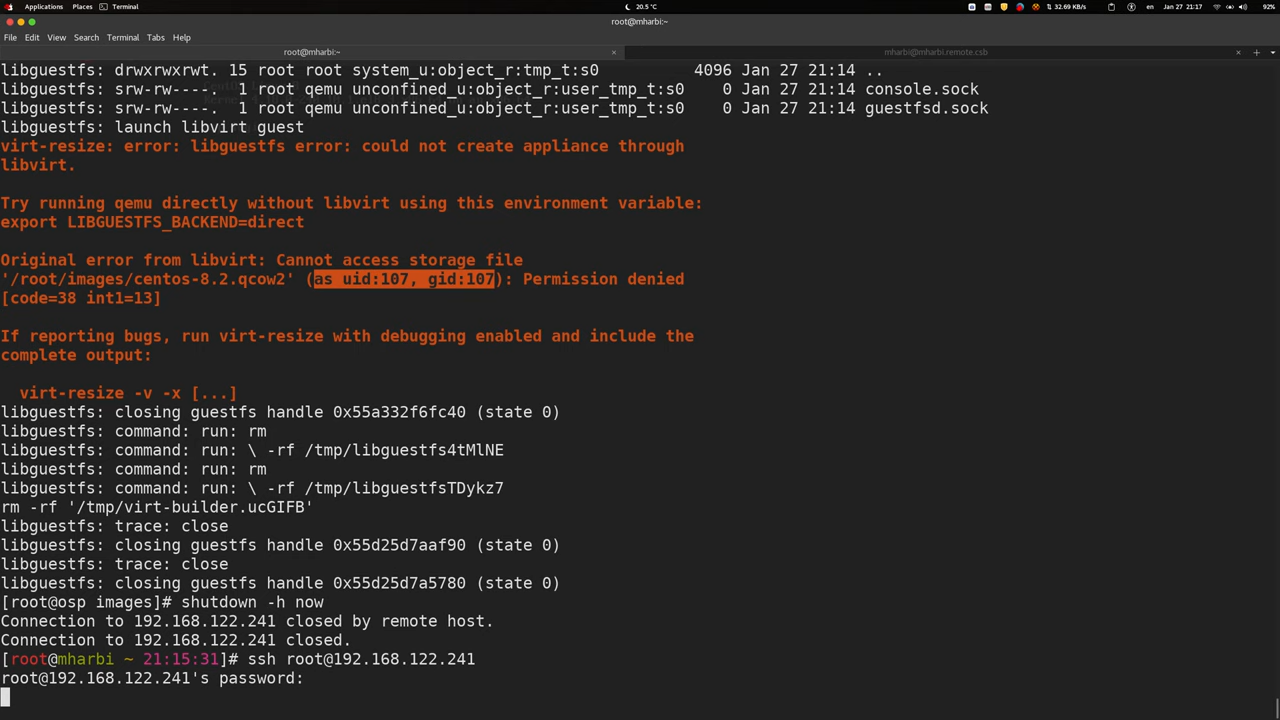 Applications Places Terminal 20.5 °C 32.69 KB/s en Jan 27 21:17 92%
root@mharbi:~
File Edit View Search Terminal Tabs Help
root@mharbi:~ × mharbi@mharbi.remote.csb ×
libguestfs: drwxrwxrwt. 15 root root system_u:object_r:tmp_t:s0 4096 Jan 27 21:14 ..
libguestfs: srw-rw----. 1 root qemu unconfined_u:object_r:user_tmp_t:s0 0 Jan 27 21:14 console.sock
libguestfs: srw-rw----. 1 root qemu unconfined_u:object_r:user_tmp_t:s0 0 Jan 27 21:14 guestfsd.sock
libguestfs: launch libvirt guest
virt-resize: error: libguestfs error: could not create appliance through
libvirt.
Try running qemu directly without libvirt using this environment variable:
export LIBGUESTFS_BACKEND=direct
Original error from libvirt: Cannot access storage file
'/root/images/centos-8.2.qcow2' (as uid:107, gid:107): Permission denied
[code=38 int1=13]
If reporting bugs, run virt-resize with debugging enabled and include the
complete output:
virt-resize -v -x [...]
libguestfs: closing guestfs handle 0x55a332f6fc40 (state 0)
libguestfs: command: run: rm
libguestfs: command: run: \ -rf /tmp/libguestfs4tMlNE
libguestfs: command: run: rm
libguestfs: command: run: \ -rf /tmp/libguestfsTDykz7
rm -rf '/tmp/virt-builder.ucGIFB'
libguestfs: trace: close
libguestfs: closing guestfs handle 0x55d25d7aaf90 (state 0)
libguestfs: trace: close
libguestfs: closing guestfs handle 0x55d25d7a5780 (state 0)
[root@osp images]# shutdown -h now
Connection to 192.168.122.241 closed by remote host.
Connection to 192.168.122.241 closed.
[root@mharbi ~ 21:15:31]# ssh root@192.168.122.241
root@192.168.122.241's password: